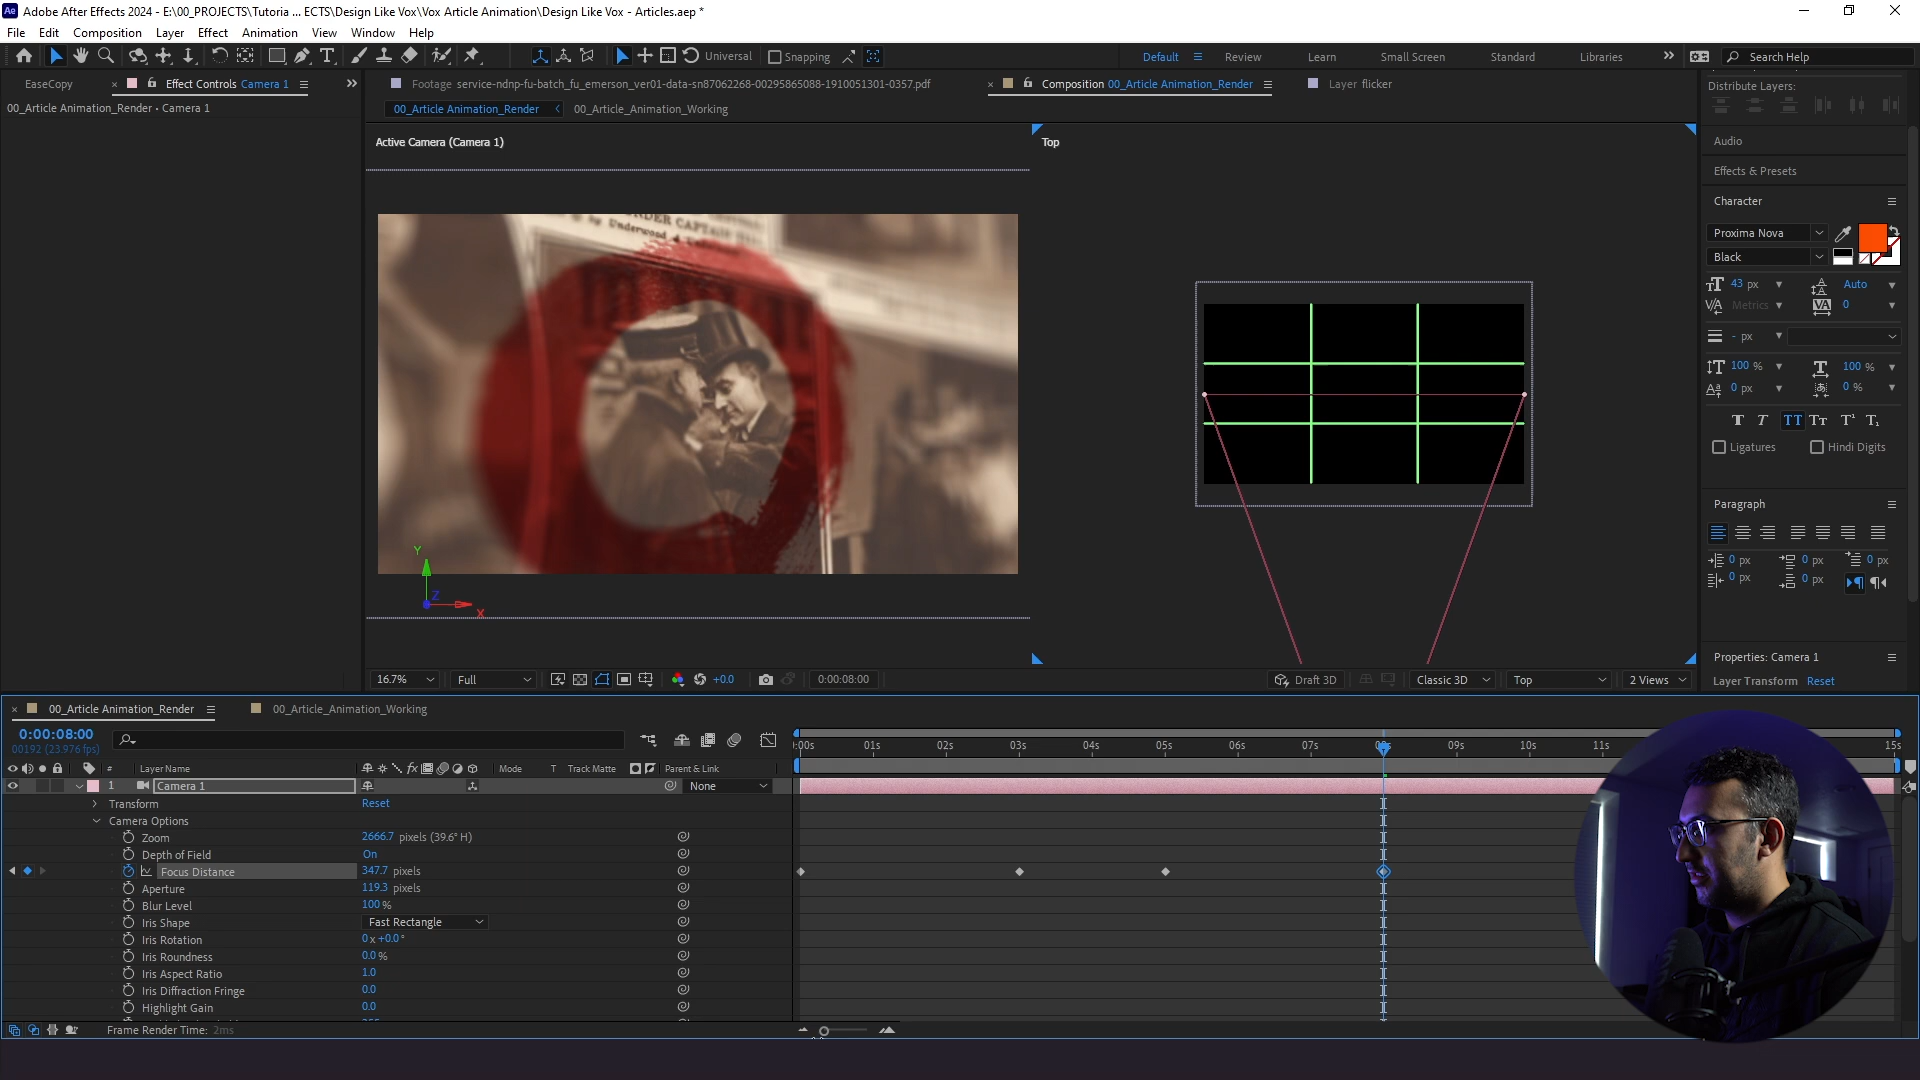 Adobe After Effects 2024 - E:\00_PROJECTS\Tutoria ... ECTS\Design Like Vox\Vox Article Animation\Design Like Vox - Articles.aep *
File Edit Composition Layer Effect Animation View Window Help
Universal Snapping Default Review Learn Small Screen Standard Libraries Search Help
EaseCopy Effect Controls Camera 1
Footage service-ndnp-fu-batch_fu_emerson_ver01-data-sn87062268-00295865088-1910051301-0357.pdf
Composition 00_Article Animation_Render
Layer flicker
00_Article Animation_Render • Camera 1
00_Article Animation_Render 00_Article_Animation_Working
Active Camera (Camera 1)
Top
by Underwood
Y
Z
X
16.7% Full +0.0 0:00:08:00 Draft 3D Classic 3D Top 2 Views
Distribute Layers:
Audio
Effects & Presets
Character
Proxima Nova
Black
43 px Auto
Metrics 0
- px
100 % 100 %
0 px 0 %
T T TT Tr T¹ T₁
Ligatures Hindi Digits
Paragraph
0 px 0 px 0 px
0 px 0 px
Properties: Camera 1
Layer Transform Reset
00_Article Animation_Render 00_Article_Animation_Working
0:00:08:00
00192 (23.976 fps)
:00s 01s 02s 03s 04s 05s 06s 07s 09s 10s 11s 15s
# Layer Name Mode T Track Matte Parent & Link
1 Camera 1 None
Transform Reset
Camera Options
Zoom 2666.7 pixels (39.6° H)
Depth of Field On
Focus Distance 347.7 pixels
Aperture 119.3 pixels
Blur Level 100 %
Iris Shape Fast Rectangle
Iris Rotation 0 x +0.0 °
Iris Roundness 0.0 %
Iris Aspect Ratio 1.0
Iris Diffraction Fringe 0.0
Highlight Gain 0.0
Frame Render Time: 2ms